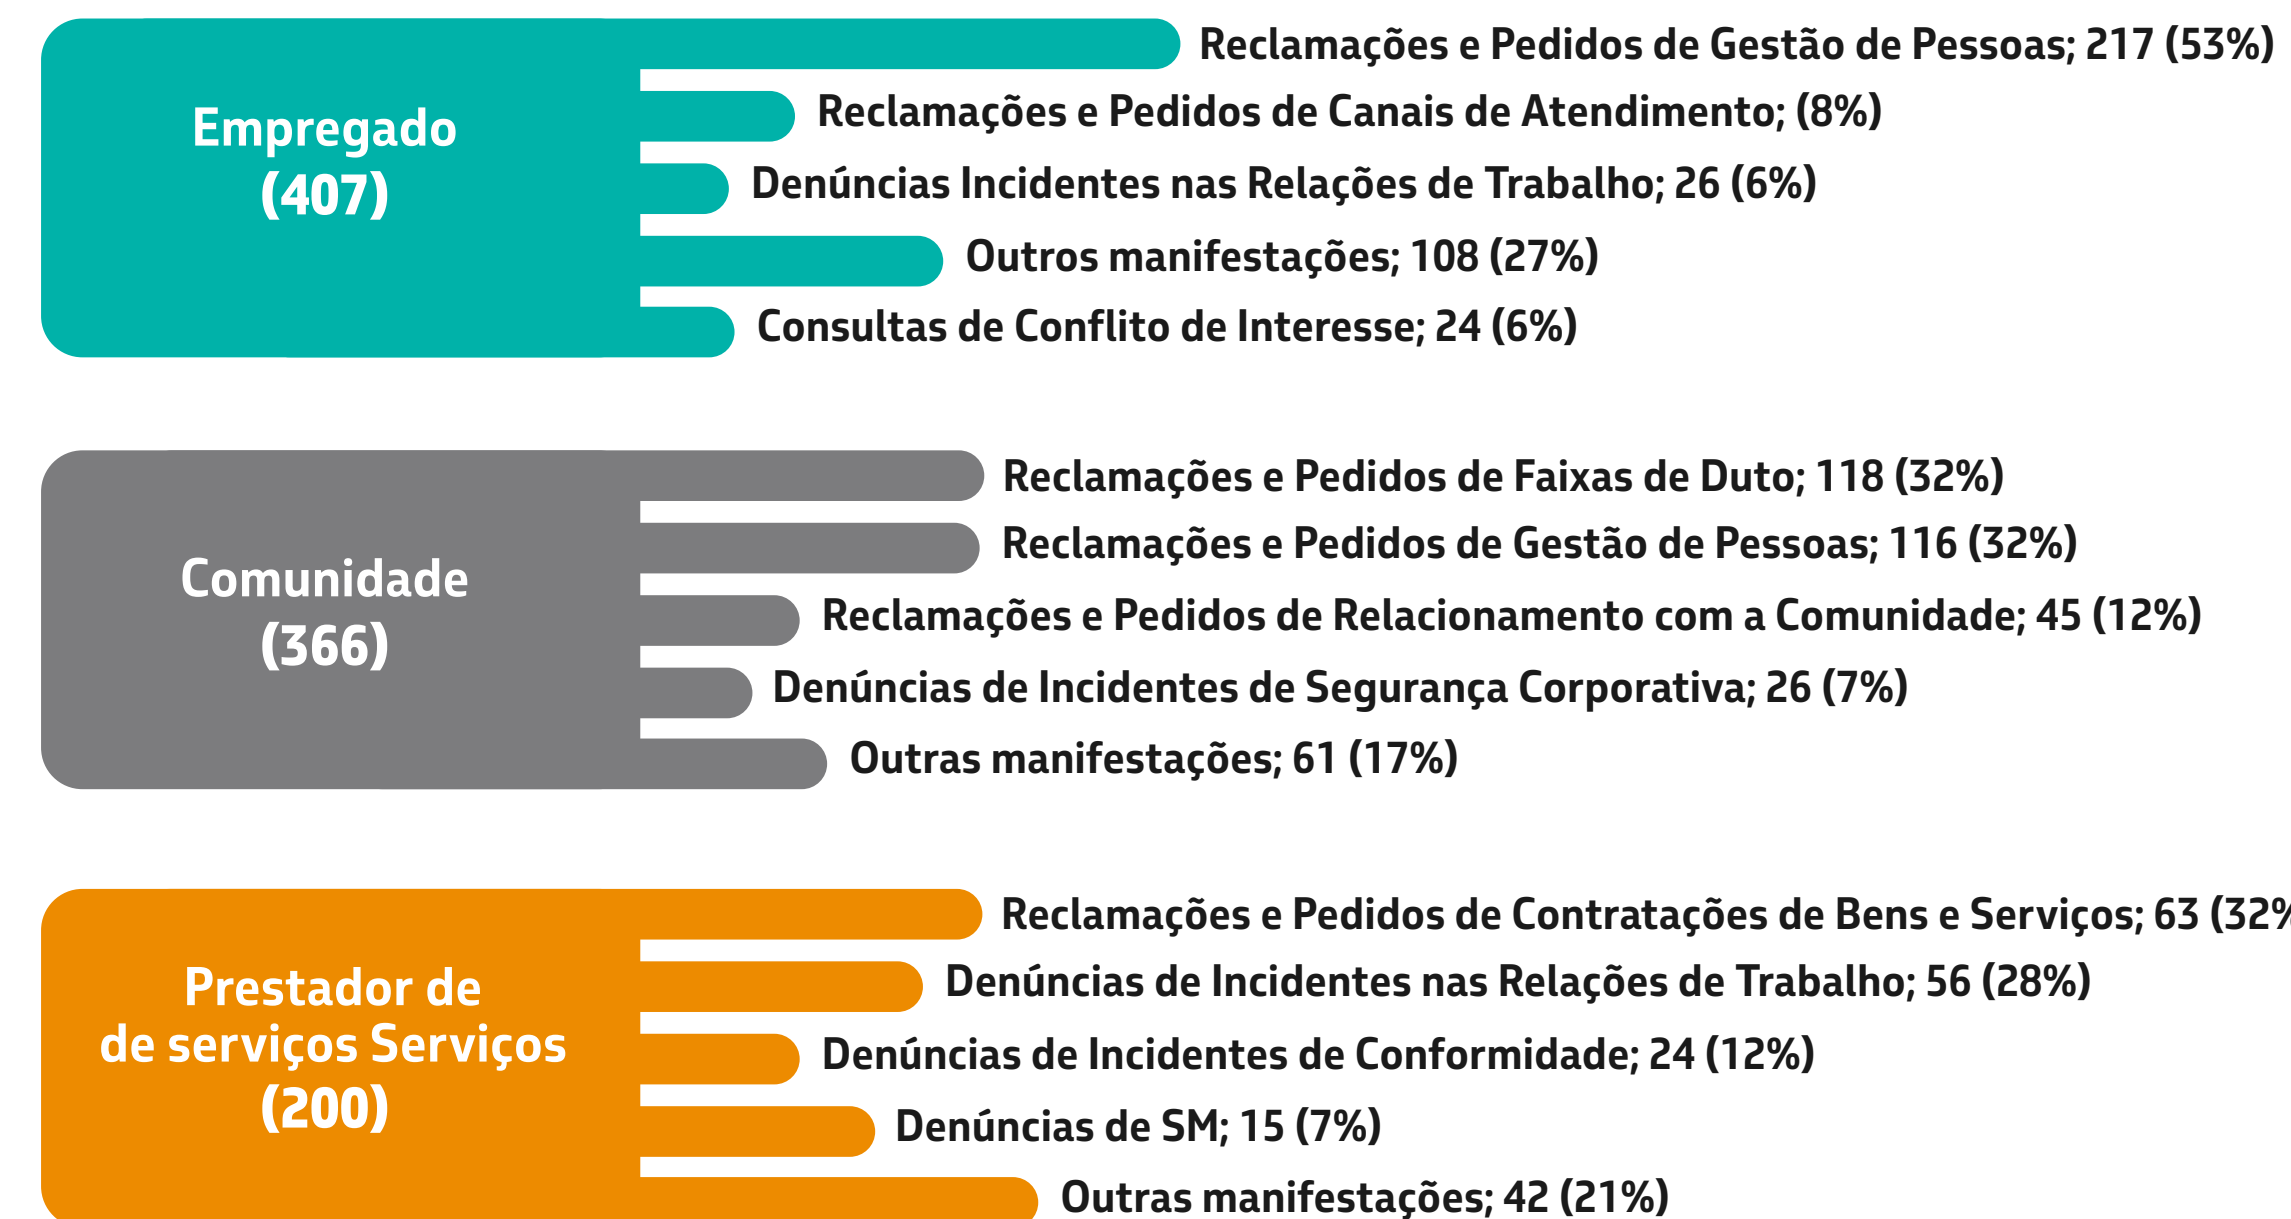 Empregado
(407)
Reclamações e Pedidos de Gestão de Pessoas; 217 (53%)
Reclamações e Pedidos de Canais de Atendimento; (8%)
Denúncias Incidentes nas Relações de Trabalho; 26 (6%)
Outros manifestações; 108 (27%)
Consultas de Conflito de Interesse; 24 (6%)
Comunidade
(366)
Reclamações e Pedidos de Faixas de Duto; 118 (32%)
Reclamações e Pedidos de Gestão de Pessoas; 116 (32%)
Reclamações e Pedidos de Relacionamento com a Comunidade; 45 (12%)
Denúncias de Incidentes de Segurança Corporativa; 26 (7%)
Outras manifestações; 61 (17%)
Prestador de
de serviços Serviços
(200)
Reclamações e Pedidos de Contratações de Bens e Serviços; 63 (32%
Denúncias de Incidentes nas Relações de Trabalho; 56 (28%)
Denúncias de Incidentes de Conformidade; 24 (12%)
Denúncias de SM; 15 (7%)
Outras manifestações; 42 (21%)